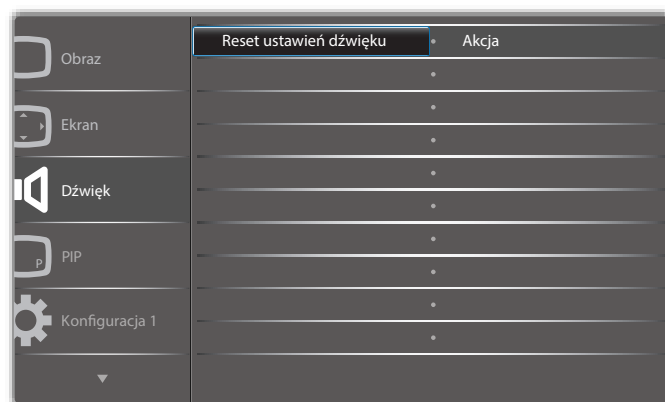 Obraz
Ekran
Dźwięk
P
PIP
Konfiguracja 1
Reset ustawień dźwięku
Akcja